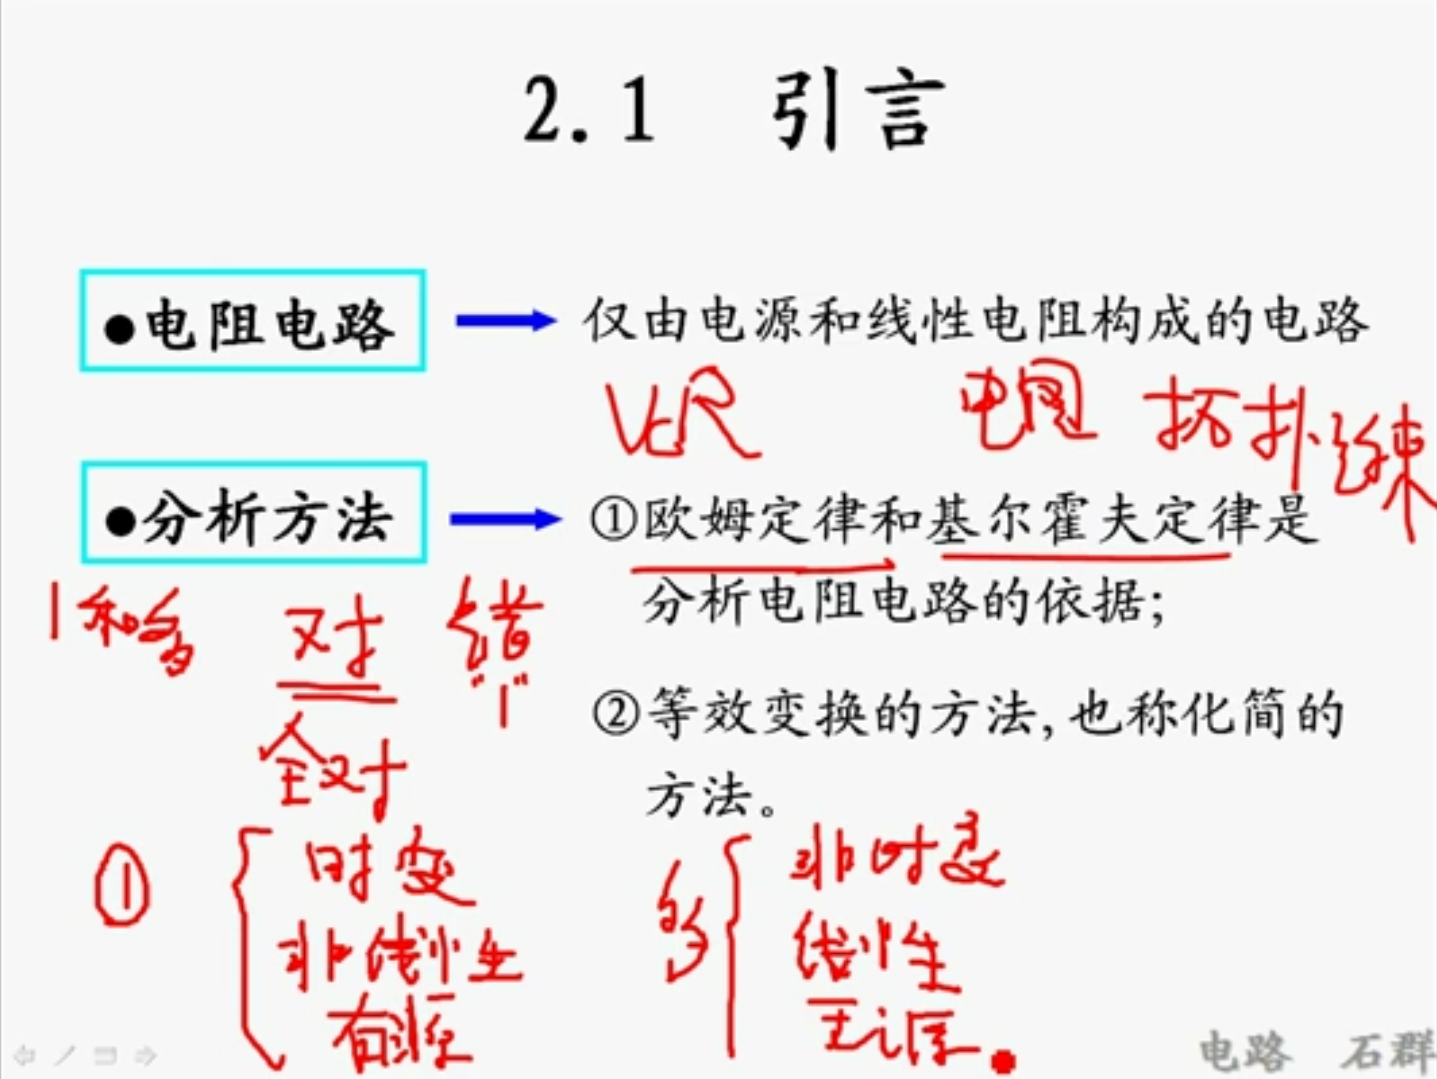 2.1 引言
●电阻电路
仅由电源和线性电阻构成的电路
VCR
电网
拓扑约束
●分析方法
①欧姆定律和基尔霍夫定律是
分析电阻电路的依据;
1和多
对
错
"1"
全对
②等效变换的方法,也称化简的
方法。
①
时变
非线性
有源
多
非时变
线性
无源
电路 石群